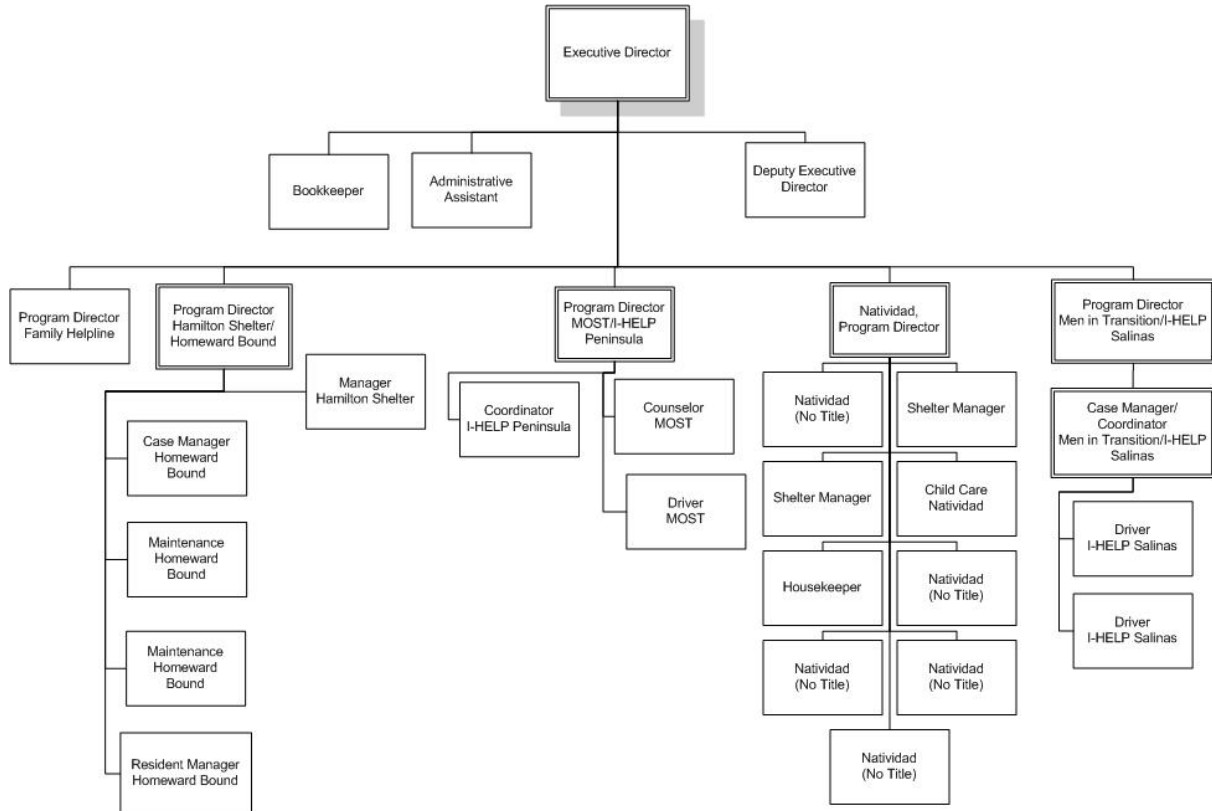 Executive Director
Bookkeeper
Administrative
Assistant
Deputy Executive
Director
Program Director
Family Helpline
Program Director
Hamilton Shelter/
Homeward Bound
Program Director
MOST/I-HELP
Peninsula
Natividad,
Program Director
Program Director
Men in Transition/I-HELP
Salinas
Manager
Hamilton Shelter
Case Manager
Homeward
Bound
Maintenance
Homeward
Bound
Maintenance
Homeward
Bound
Resident Manager
Homeward Bound
Coordinator
I-HELP Peninsula
Counselor
MOST
Driver
MOST
Natividad
(No Title)
Shelter Manager
Shelter Manager
Child Care
Natividad
Housekeeper
Natividad
(No Title)
Natividad
(No Title)
Natividad
(No Title)
Natividad
(No Title)
Case Manager/
Coordinator
Men in Transition/I-HELP
Salinas
Driver
I-HELP Salinas
Driver
I-HELP Salinas